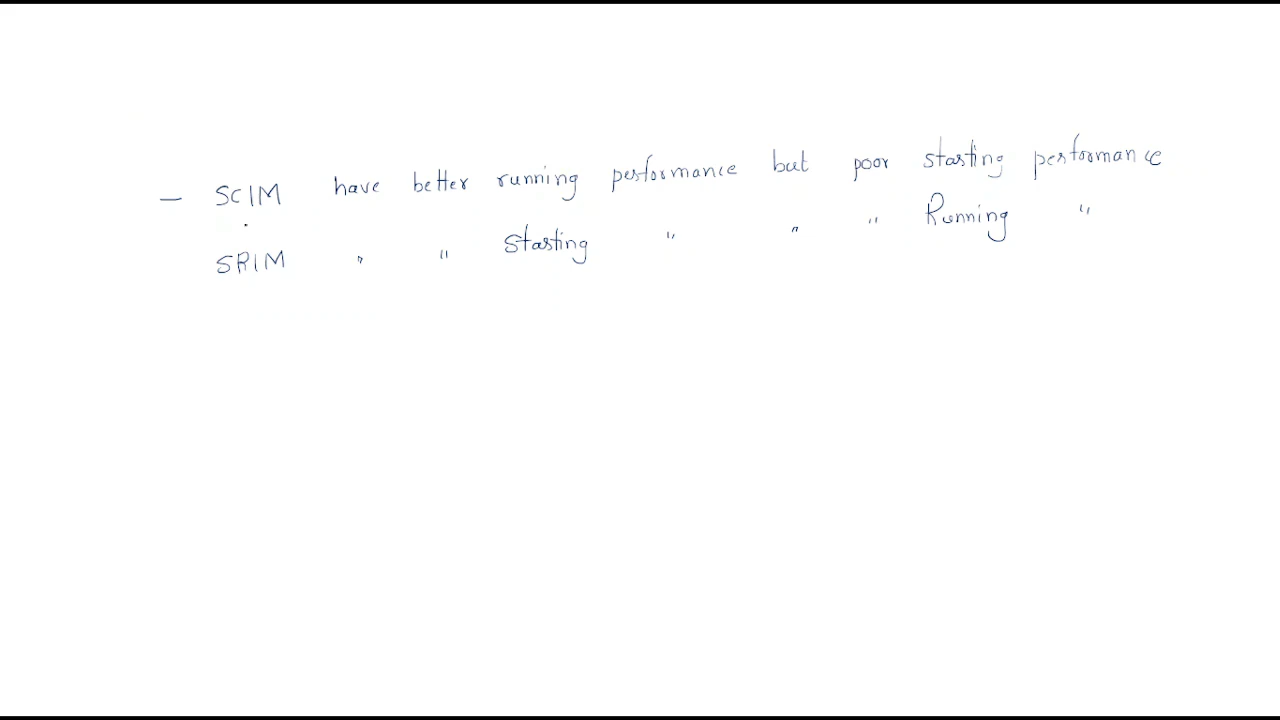 — SCIM have better running performance but poor starting performance
SRIM " " Starting " " " Running "